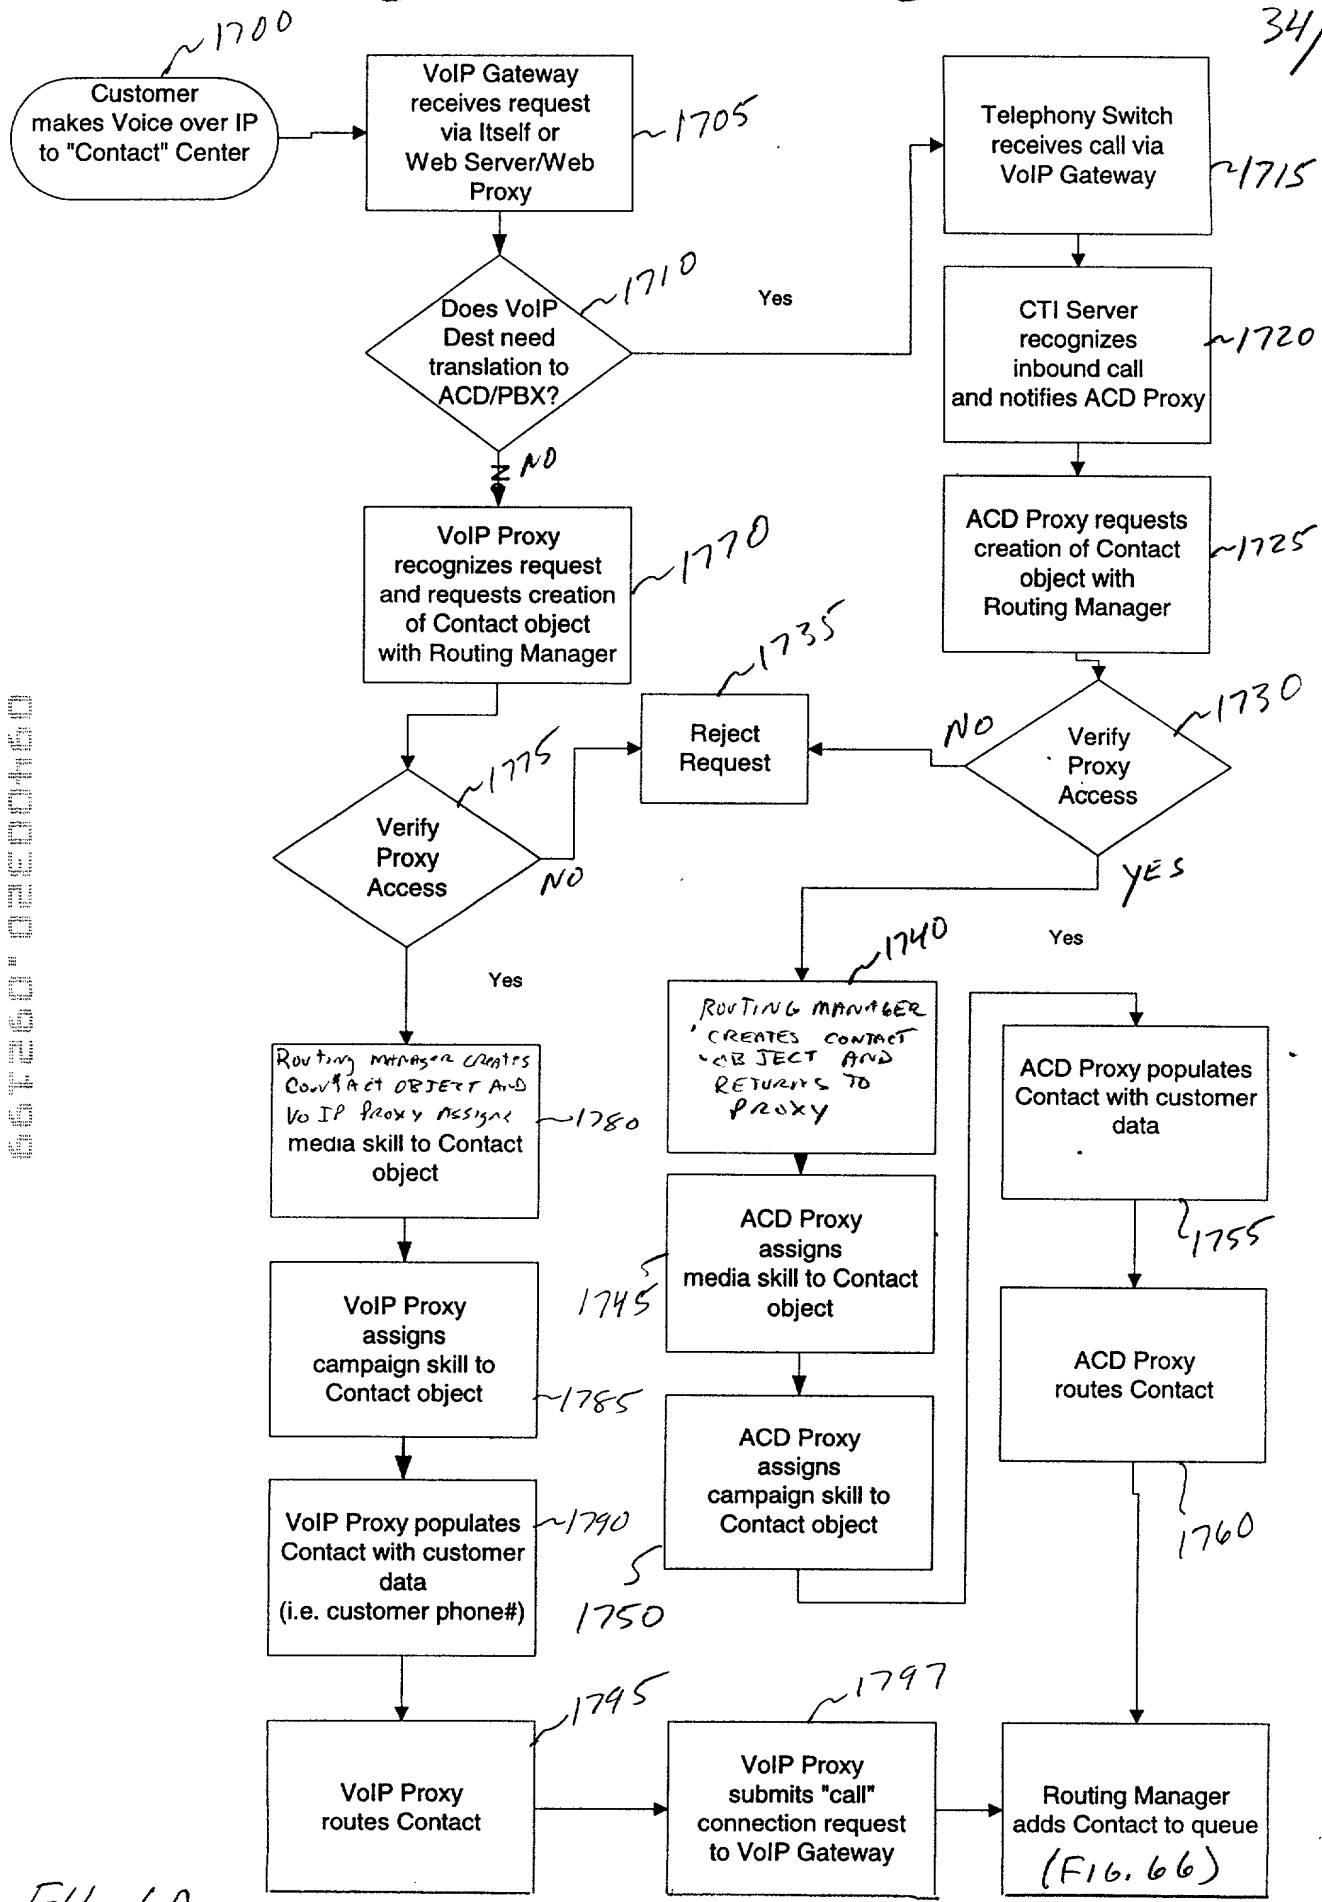 34/
1700
Customer
makes Voice over IP
to "Contact" Center
VoIP Gateway
receives request
via Itself or
Web Server/Web
Proxy
1705
Telephony Switch
receives call via
VoIP Gateway
1715
Does VoIP
Dest need
translation to
ACD/PBX?
1710
Yes
CTI Server
recognizes
inbound call
and notifies ACD Proxy
1720
N NO
VoIP Proxy
recognizes request
and requests creation
of Contact object
with Routing Manager
1770
ACD Proxy requests
creation of Contact
object with
Routing Manager
1725
1735
Reject
Request
NO
Verify
Proxy
Access
1730
YES
Yes
Verify
Proxy
Access
1775
NO
Yes
1740
ROUTING MANAGER
CREATES CONTACT
OBJECT AND
RETURNS TO
PROXY
ACD Proxy populates
Contact with customer
data
1755
Routing MANAGER CREATES
CONTACT OBJECT AND
VoIP PROXY ASSIGNS
media skill to Contact
object
1780
ACD Proxy
assigns
media skill to Contact
object
1745
VoIP Proxy
assigns
campaign skill to
Contact object
1785
ACD Proxy
routes Contact
1760
ACD Proxy
assigns
campaign skill to
Contact object
1750
VoIP Proxy populates
Contact with customer
data
(i.e. customer phone#)
1790
VoIP Proxy
routes Contact
1795
VoIP Proxy
submits "call"
connection request
to VoIP Gateway
1797
Routing Manager
adds Contact to queue
(FIG. 66)